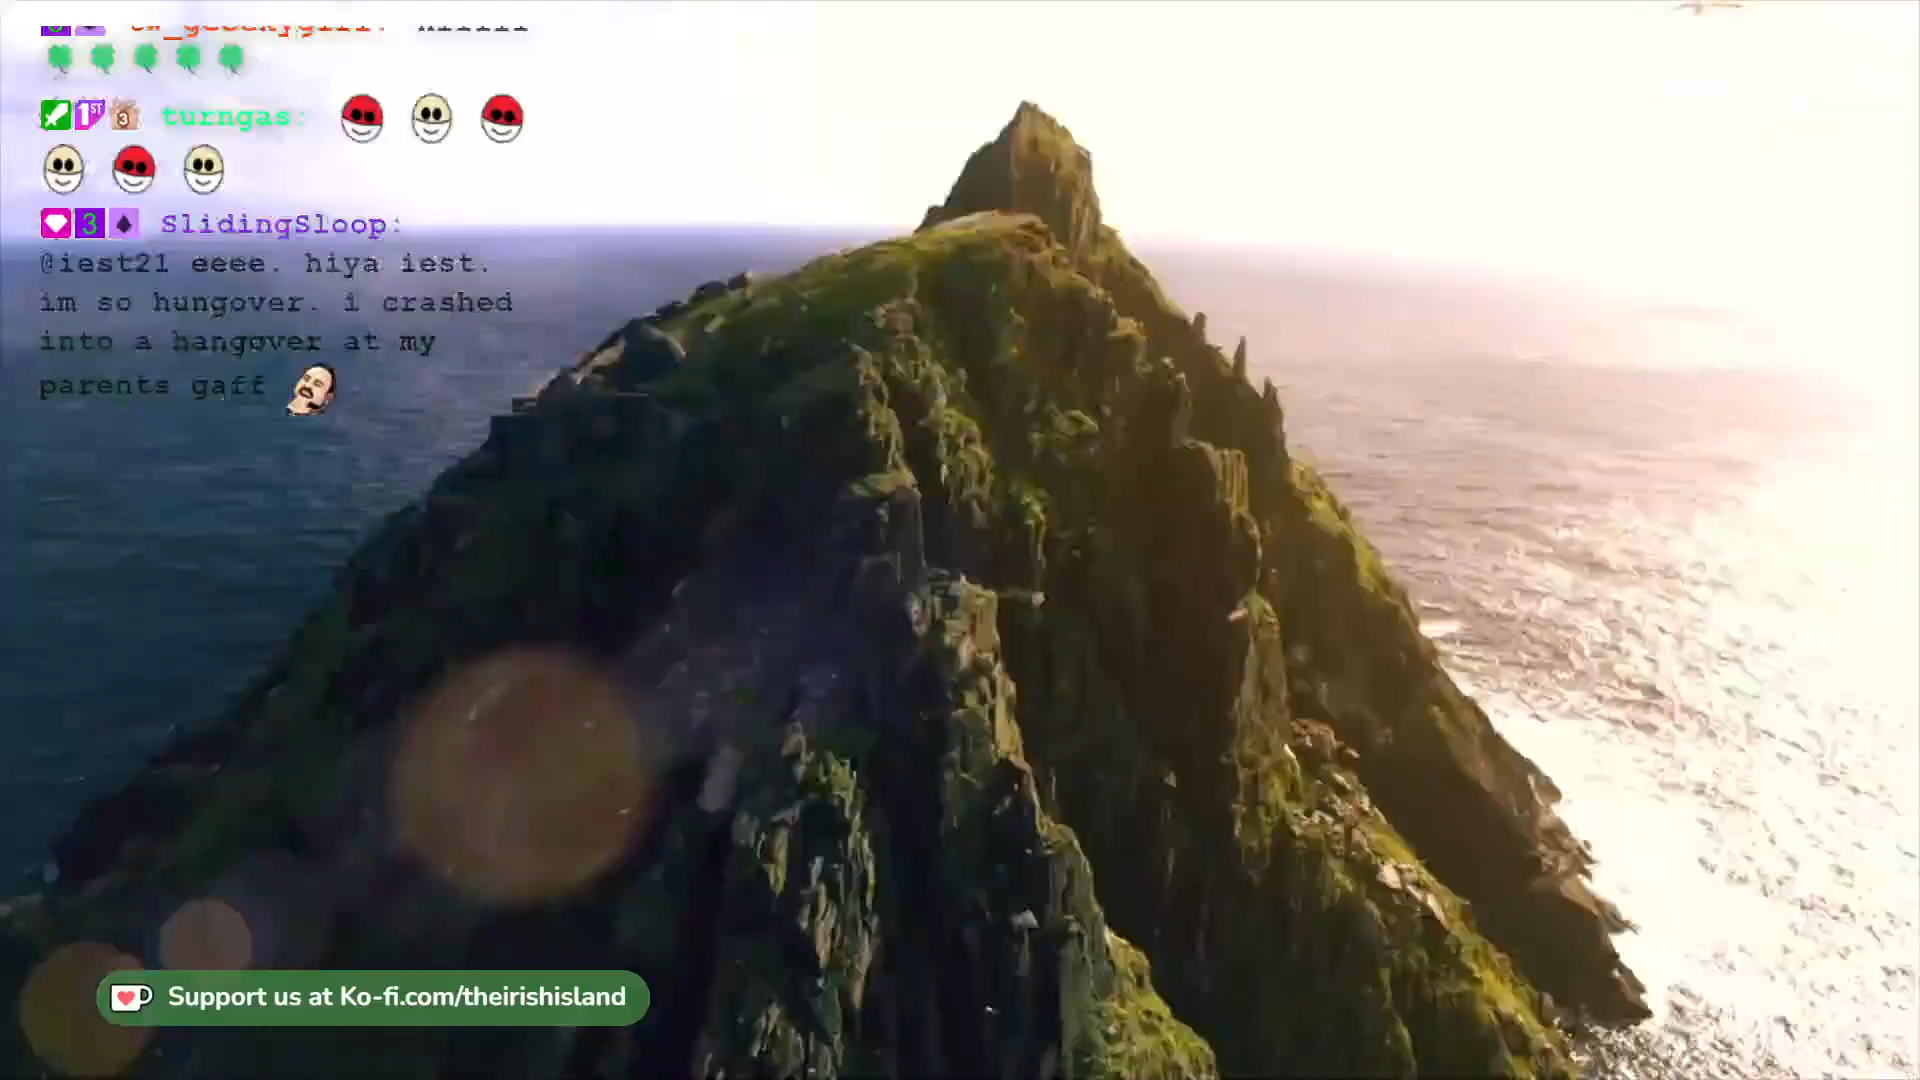 turngas:
SlidingSloop:
@iest21 eeee. hiya iest.
im so hungover. i crashed
into a hangover at my
parents gaff
Support us at Ko-fi.com/theirishisland